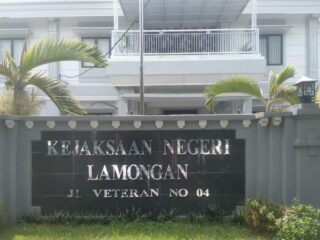 KEJAKSAAN NEGERI
LAMONGAN
JL VETERAN NO 04